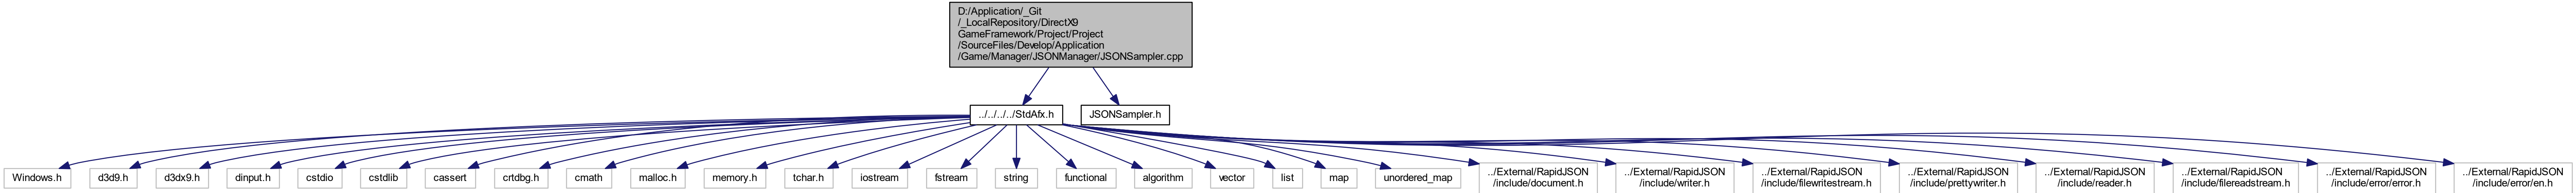 D:/Application/_Git
/_LocalRepository/DirectX9
GameFramework/Project/Project
/SourceFiles/Develop/Application
/Game/Manager/JSONManager/JSONSampler.cpp
../../../../StdAfx.h
JSONSampler.h
Windows.h
d3d9.h
d3dx9.h
dinput.h
cstdio
cstdlib
cassert
crtdbg.h
cmath
malloc.h
memory.h
tchar.h
iostream
fstream
string
functional
algorithm
vector
list
map
unordered_map
../External/RapidJSON
/include/document.h
../External/RapidJSON
/include/writer.h
../External/RapidJSON
/include/filewritestream.h
../External/RapidJSON
/include/prettywriter.h
../External/RapidJSON
/include/reader.h
../External/RapidJSON
/include/filereadstream.h
../External/RapidJSON
/include/error/error.h
../External/RapidJSON
/include/error/en.h